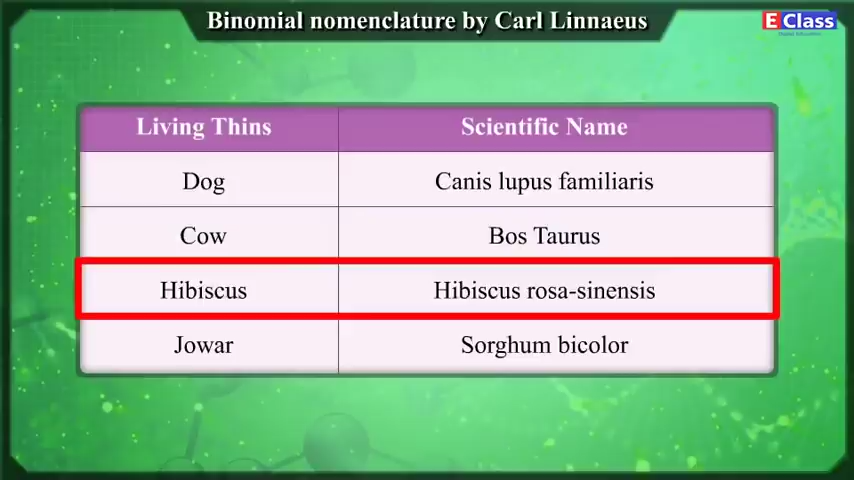 Binomial nomenclature by Carl Linnaeus
E Class
Living Thins Scientific Name
Dog Canis lupus familiaris
Cow Bos Taurus
Hibiscus Hibiscus rosa-sinensis
Jowar Sorghum bicolor